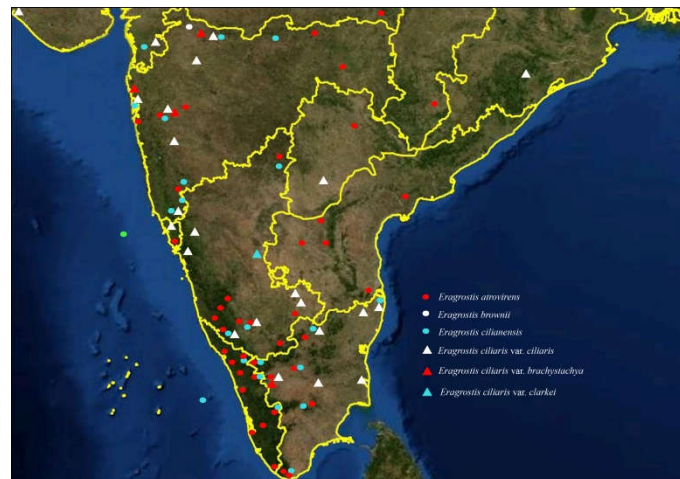 Eragrostis atrovirens
Eragrostis brownii
Eragrostis cilianensis
Eragrostis ciliaris var. ciliaris
Eragrostis ciliaris var. brachystachya
Eragrostis ciliaris var. clarkei